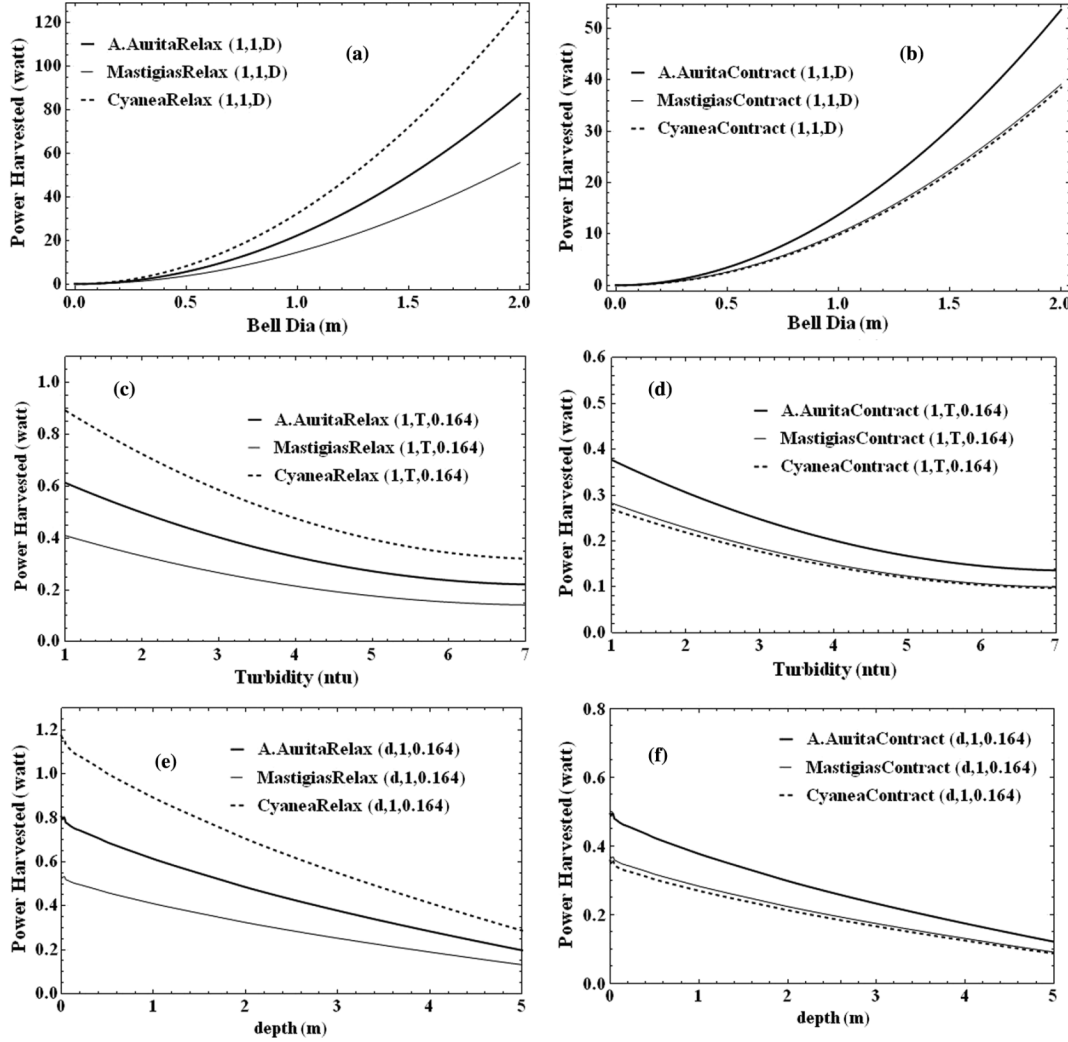 (a)
A.AuritaRelax (1,1,D)
MastigiasRelax (1,1,D)
CyaneaRelax (1,1,D)
Power Harvested (watt)
120
100
80
60
40
20
0
0.0 0.5 1.0 1.5 2.0
Bell Dia (m)
(b)
A.AuritaContract (1,1,D)
MastigiasContract (1,1,D)
CyaneaContract (1,1,D)
Power Harvested (watt)
50
40
30
20
10
0
0.0 0.5 1.0 1.5 2.0
Bell Dia (m)
(c)
A.AuritaRelax (1,T,0.164)
MastigiasRelax (1,T,0.164)
CyaneaRelax (1,T,0.164)
Power Harvested (watt)
1.0
0.8
0.6
0.4
0.2
0.0
1 2 3 4 5 6 7
Turbidity (ntu)
(d)
A.AuritaContract (1,T,0.164)
MastigiasContract (1,T,0.164)
CyaneaContract (1,T,0.164)
Power Harvested (watt)
0.6
0.5
0.4
0.3
0.2
0.1
0.0
1 2 3 4 5 6 7
Turbidity (ntu)
(e)
A.AuritaRelax (d,1,0.164)
MastigiasRelax (d,1,0.164)
CyaneaRelax (d,1,0.164)
Power Harvested (watt)
1.2
1.0
0.8
0.6
0.4
0.2
0.0
0 1 2 3 4 5
depth (m)
(f)
A.AuritaContract (d,1,0.164)
MastigiasContract (d,1,0.164)
CyaneaContract (d,1,0.164)
Power Harvested (watt)
0.8
0.6
0.4
0.2
0.0
0 1 2 3 4 5
depth (m)